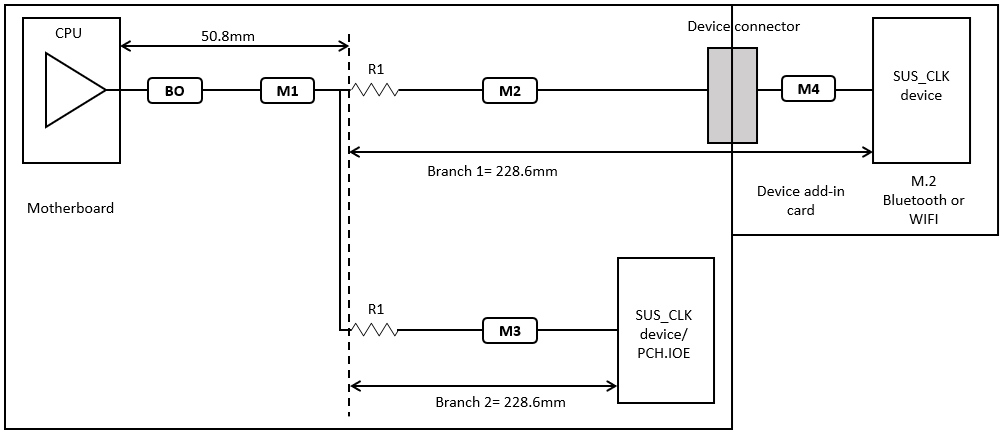 Device connector
CPU
50.8mm
R1
BO
M1
M2
M4
SUS_CLK
device
Branch 1= 228.6mm
Motherboard
Device add-in
card
M.2
Bluetooth or
WIFI
R1
M3
SUS_CLK
device/
PCH.IOE
Branch 2= 228.6mm